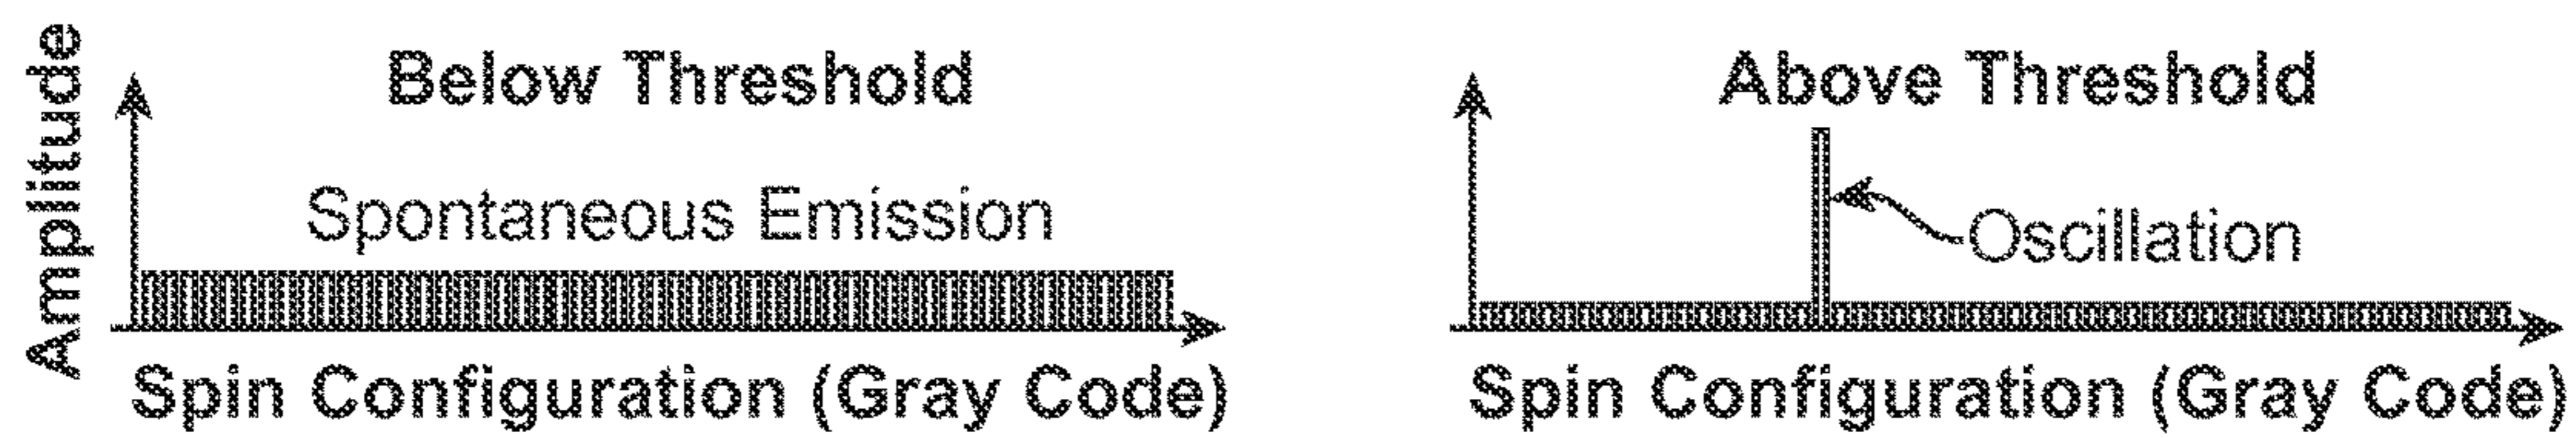 Amplitude
Below Threshold
Spontaneous Emission
Spin Configuration (Gray Code)
Above Threshold
Oscillation
Spin Configuration (Gray Code)